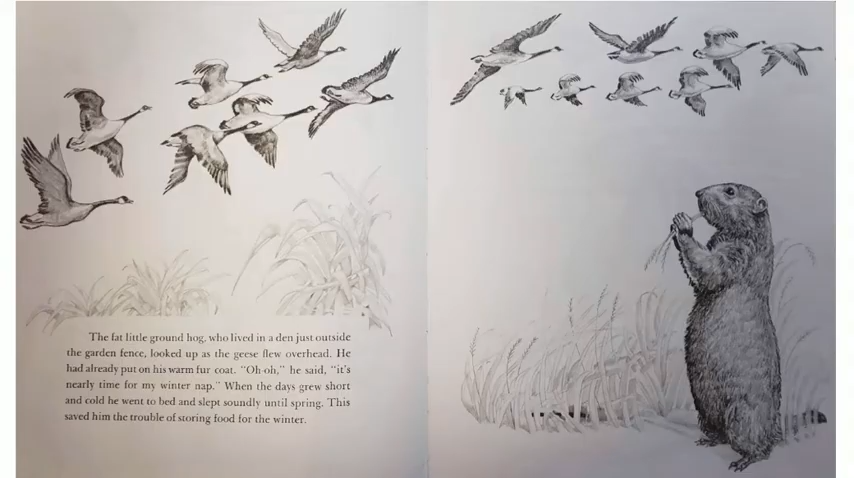 The fat little ground hog, who lived in a den just outside
the garden fence, looked up as the geese flew overhead. He
had already put on his warm fur coat. "Oh-oh," he said, "it's
nearly time for my winter nap." When the days grew short
and cold he went to bed and slept soundly until spring. This
saved him the trouble of storing food for the winter.